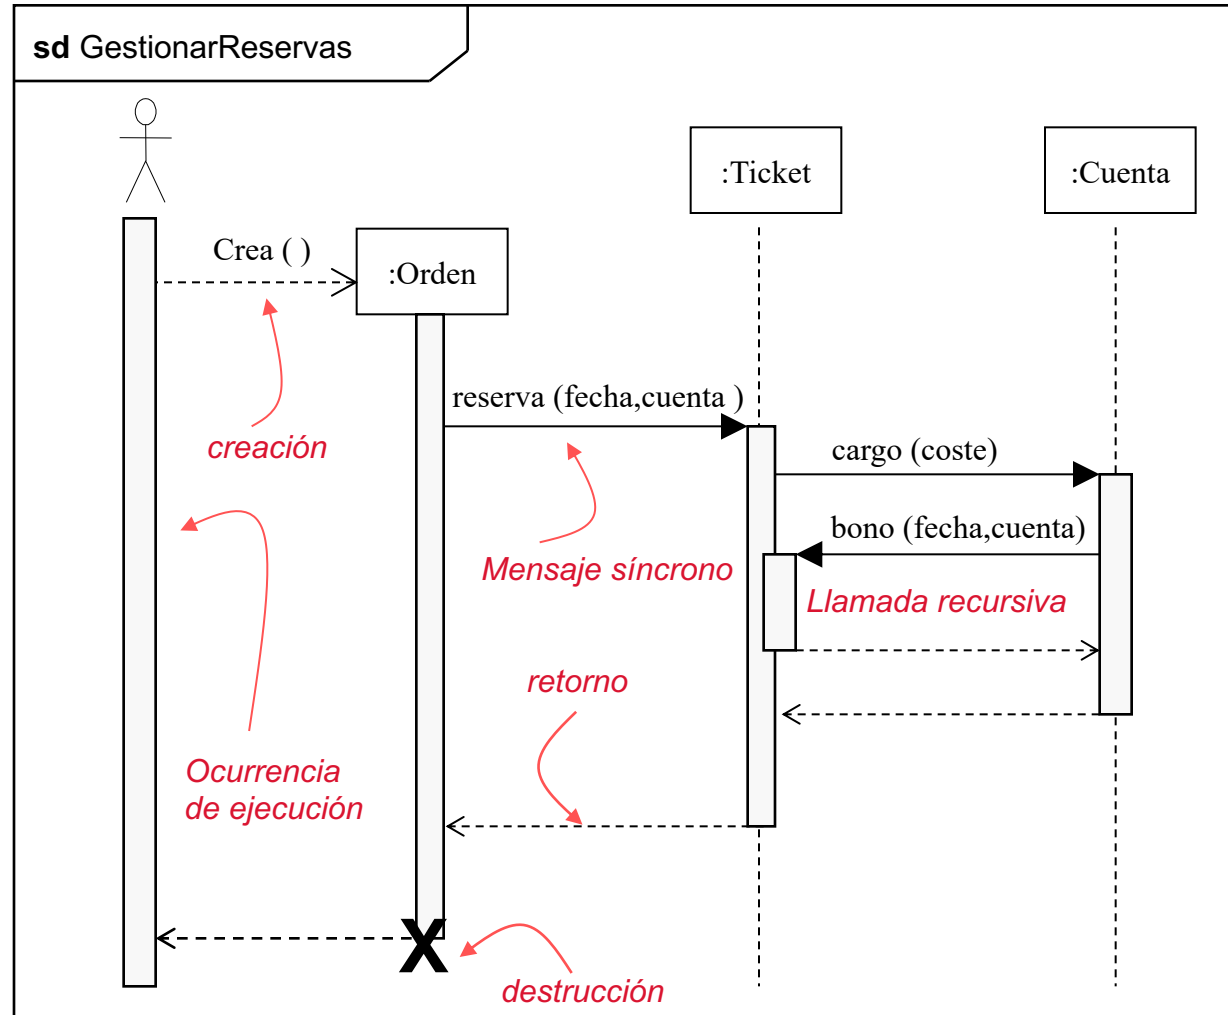 sd GestionarReservas
:Ticket
:Cuenta
Crea ( )
:Orden
reserva (fecha,cuenta )
creación
cargo (coste)
bono (fecha,cuenta)
Mensaje síncrono
Llamada recursiva
retorno
Ocurrencia
de ejecución
X
destrucción